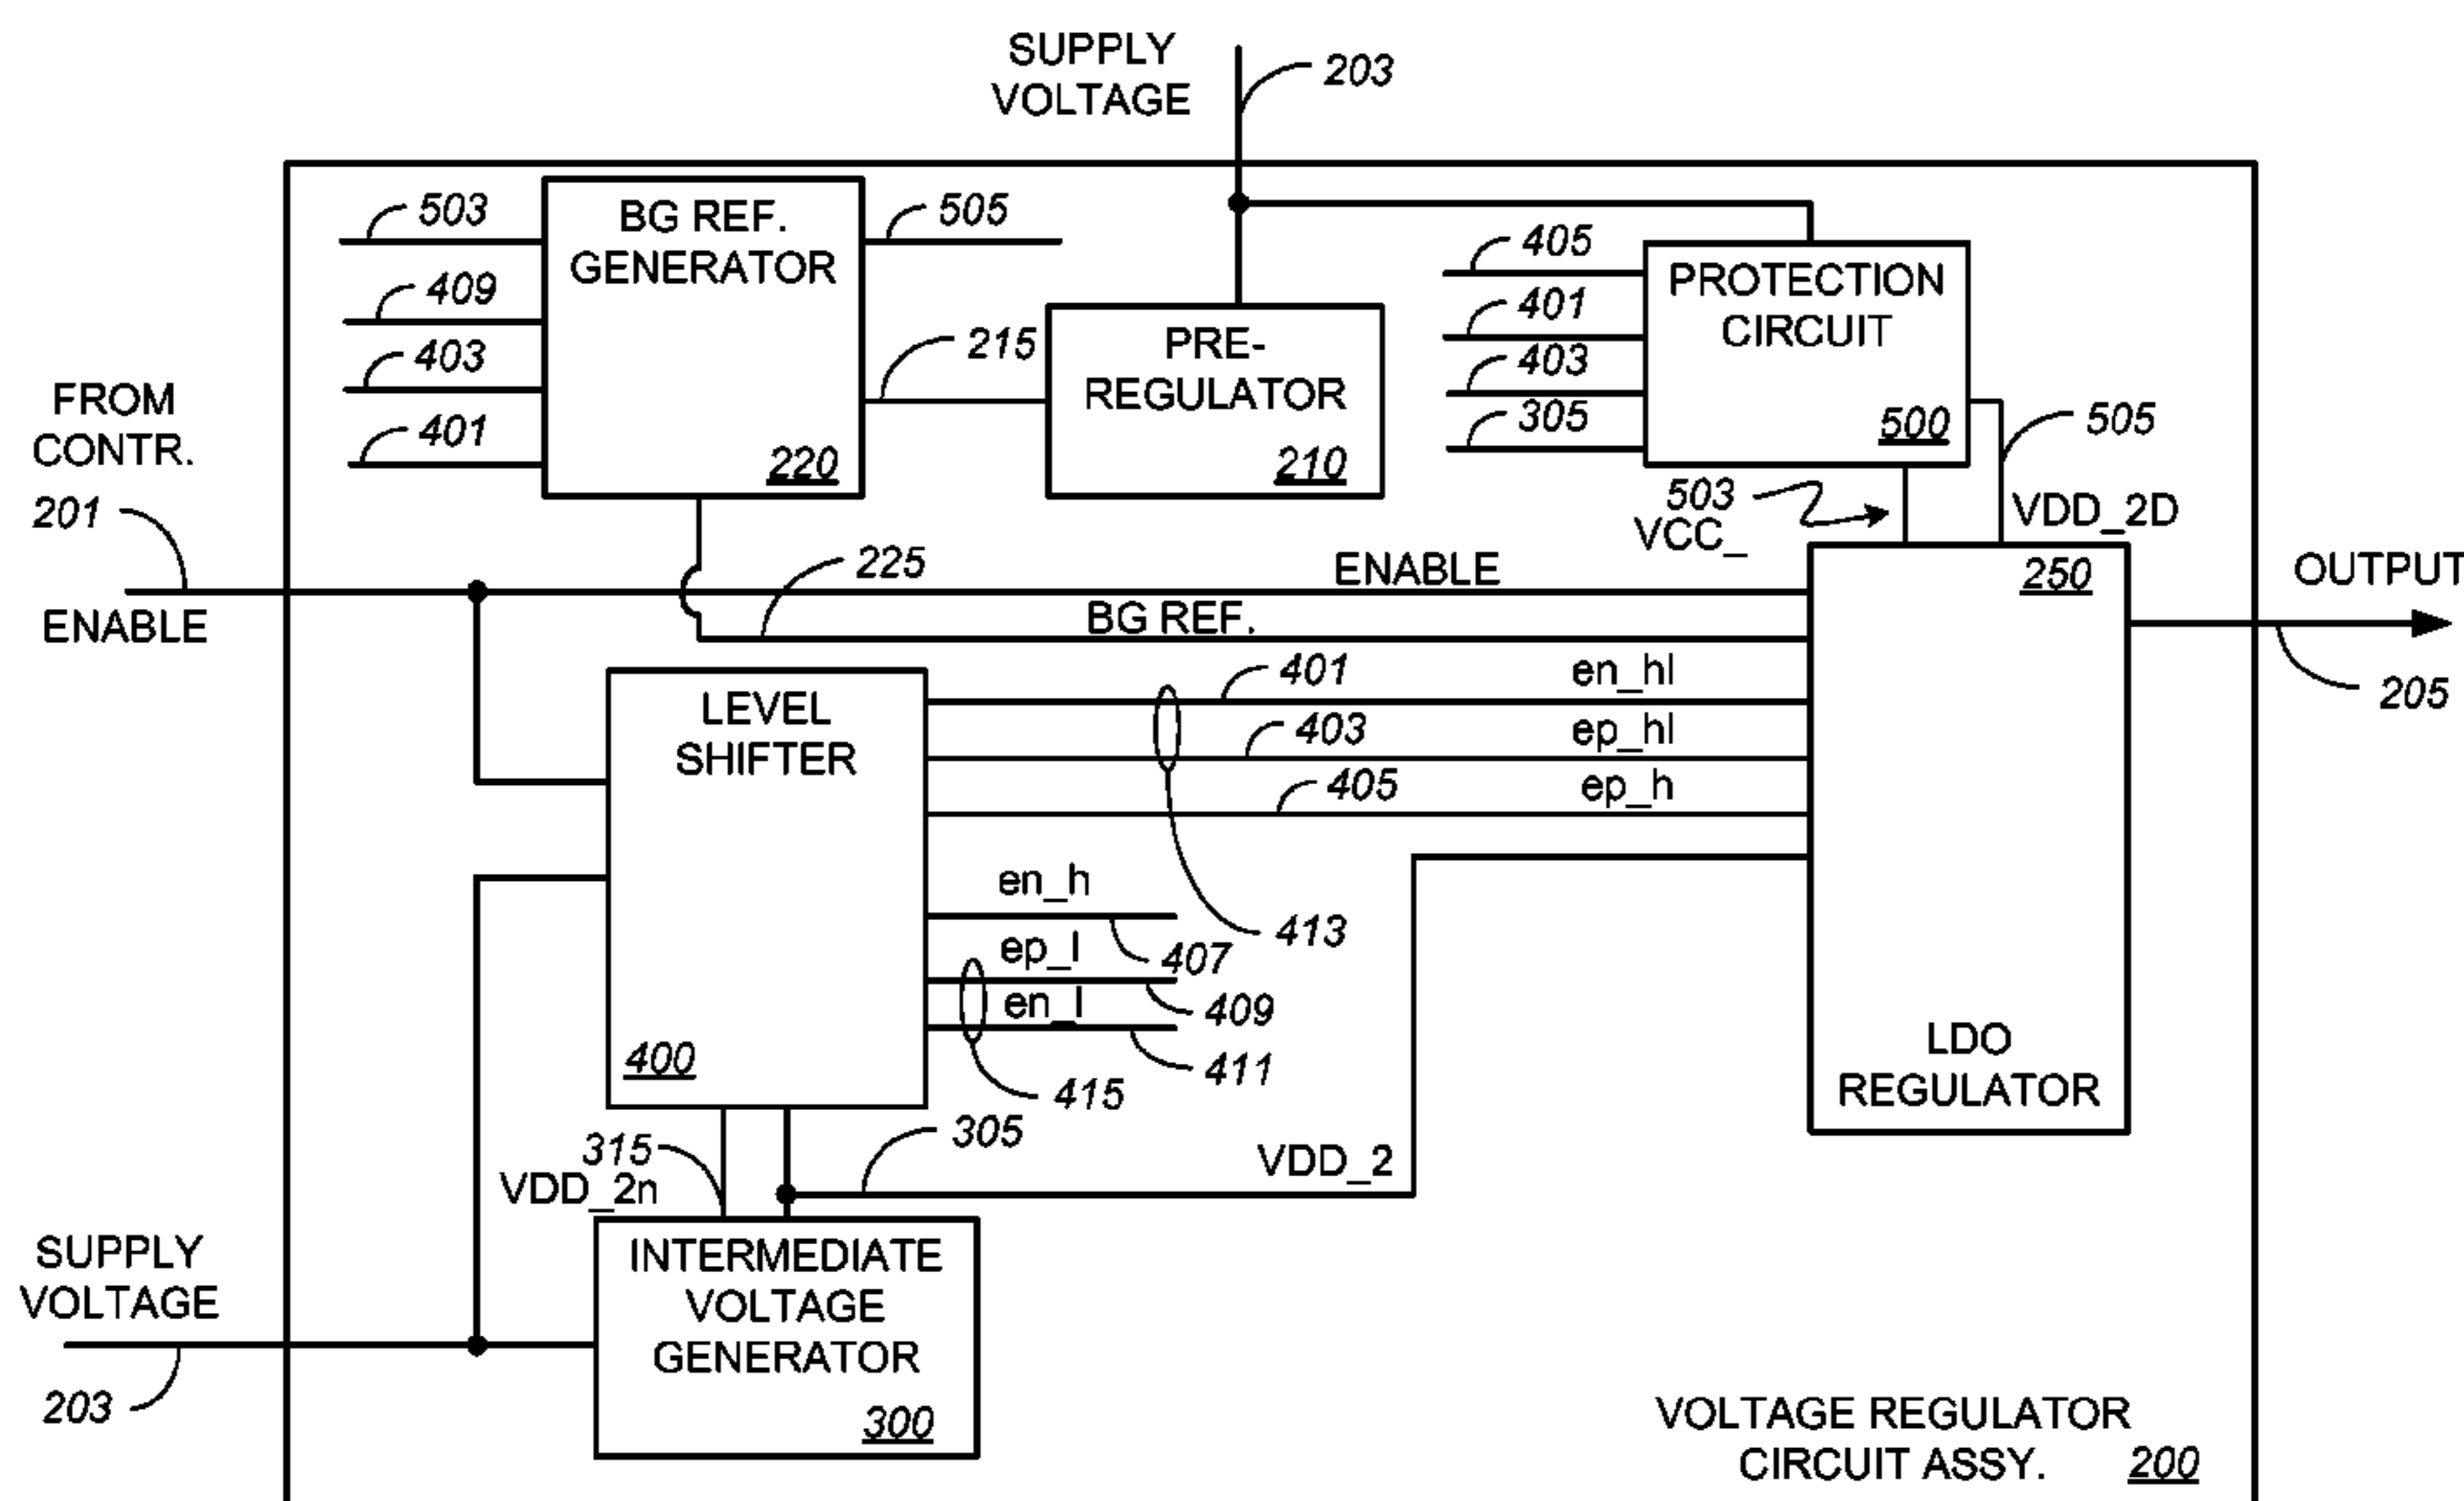 SUPPLY
VOLTAGE
203
503
409
403
401
BG REF.
GENERATOR
220
505
215
PRE-
REGULATOR
210
405
401
403
305
PROTECTION
CIRCUIT
500
505
503
VCC_
VDD_2D
FROM
CONTR.
201
ENABLE
225
ENABLE
BG REF.
250
LDO
REGULATOR
OUTPUT
205
LEVEL
SHIFTER
400
401
en_hl
403
ep_hl
405
ep_h
413
en_h
407
ep_l
409
en_l
411
415
315
VDD_2n
305
VDD_2
SUPPLY
VOLTAGE
203
INTERMEDIATE
VOLTAGE
GENERATOR
300
VOLTAGE REGULATOR
CIRCUIT ASSY. 200